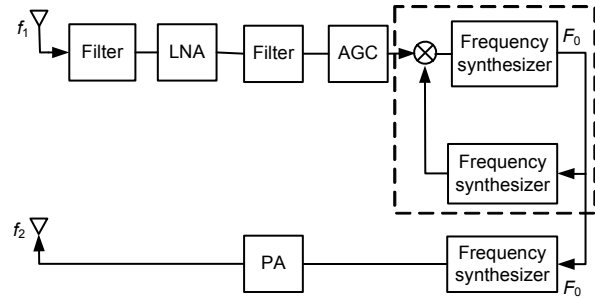 f1
Filter
LNA
Filter
AGC
Frequency
synthesizer
F0
Frequency
synthesizer
f2
PA
Frequency
synthesizer
F0